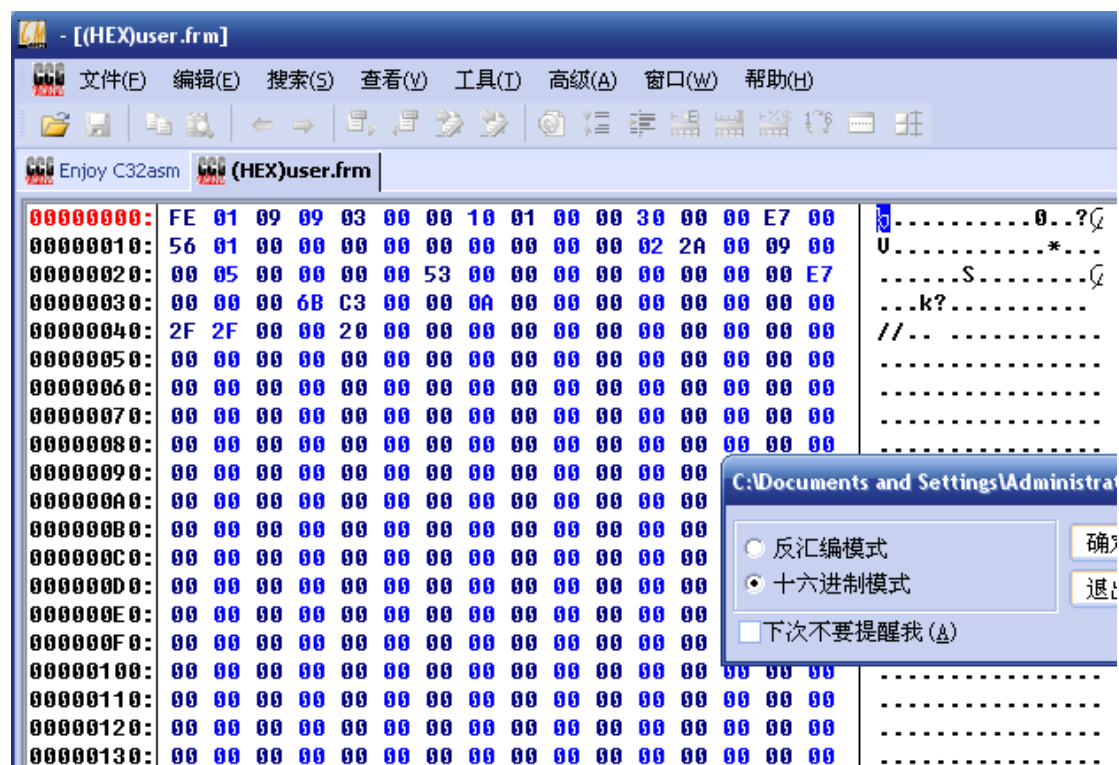 - [(HEX)user.frm]
文件(F) 编辑(E) 搜索(S) 查看(V) 工具(T) 高级(A) 窗口(W) 帮助(H)
Enjoy C32asm (HEX)user.frm
00000000: FE 01 09 09 03 00 00 10 01 00 00 30 00 00 E7 00 ...........0..?
00000010: 56 01 00 00 00 00 00 00 00 00 00 02 2A 00 09 00 V...........*...
00000020: 00 05 00 00 00 00 53 00 00 00 00 00 00 00 00 E7 ......S........
00000030: 00 00 00 6B C3 00 00 0A 00 00 00 00 00 00 00 00 ...k?..........
00000040: 2F 2F 00 00 20 00 00 00 00 00 00 00 00 00 00 00 //.. ...........
00000050: 00 00 00 00 00 00 00 00 00 00 00 00 00 00 00 00 ................
00000060: 00 00 00 00 00 00 00 00 00 00 00 00 00 00 00 00 ................
00000070: 00 00 00 00 00 00 00 00 00 00 00 00 00 00 00 00 ................
00000080: 00 00 00 00 00 00 00 00 00 00 00 00 00 00 00 00 ................
00000090: 00 00 00 00 00 00 00 00 00 00 00 00 00
000000A0: 00 00 00 00 00 00 00 00 00 00 00 00 00
000000B0: 00 00 00 00 00 00 00 00 00 00 00 00 00
000000C0: 00 00 00 00 00 00 00 00 00 00 00 00 00
000000D0: 00 00 00 00 00 00 00 00 00 00 00 00 00
000000E0: 00 00 00 00 00 00 00 00 00 00 00 00 00
000000F0: 00 00 00 00 00 00 00 00 00 00 00 00 00
00000100: 00 00 00 00 00 00 00 00 00 00 00 00 00 00 00 00 ................
00000110: 00 00 00 00 00 00 00 00 00 00 00 00 00 00 00 00 ................
00000120: 00 00 00 00 00 00 00 00 00 00 00 00 00 00 00 00 ................
00000130: 00 00 00 00 00 00 00 00 00 00 00 00 00 00 00 00 ................
C:\Documents and Settings\Administrat
反汇编模式
确定
十六进制模式
退出
下次不要提醒我(A)